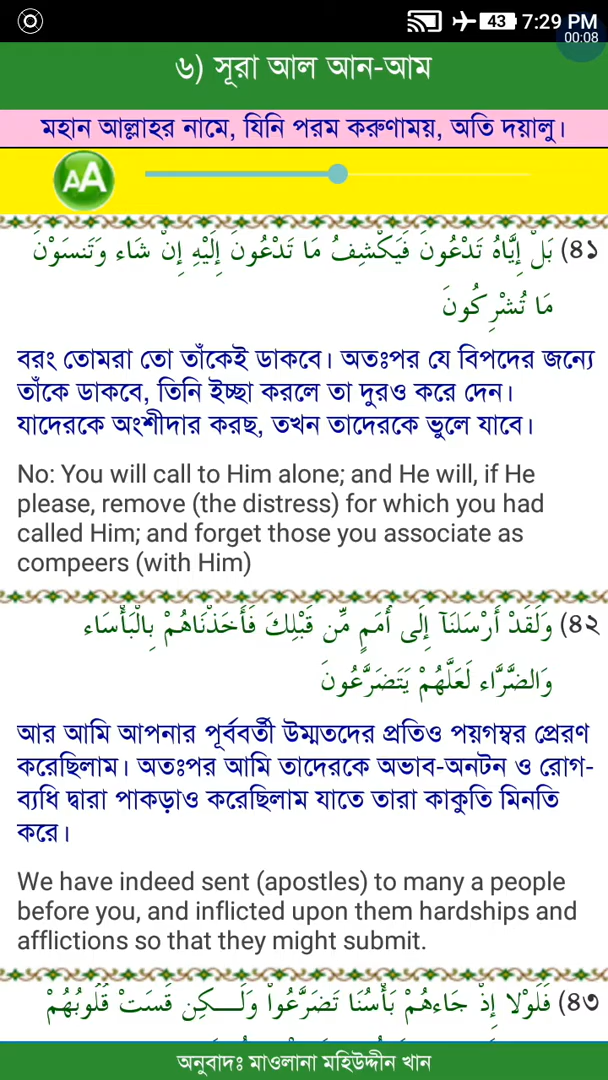 43 7:29 PM
00:08
৬) সূরা আল আন-আম
মহান আল্লাহর নামে, যিনি পরম করুণাময়, অতি দয়ালু।
AA
৪১) بَلْ إِيَّاهُ تَدْعُونَ فَيَكْشِفُ مَا تَدْعُونَ إِلَيْهِ إِنْ شَاء وَتَنسَوْنَ
مَا تُشْرِكُونَ
বরং তোমরা তো তাঁকেই ডাকবে। অতঃপর যে বিপদের জন্যে
তাঁকে ডাকবে, তিনি ইচ্ছা করলে তা দুরও করে দেন।
যাদেরকে অংশীদার করছ, তখন তাদেরকে ভুলে যাবে।
No: You will call to Him alone; and He will, if He
please, remove (the distress) for which you had
called Him; and forget those you associate as
compeers (with Him)
৪২) وَلَقَدْ أَرْسَلنَآ إِلَى أُمَمٍ مِّن قَبْلِكَ فَأَخَذْنَاهُمْ بِالْبَأْسَاء
وَالضَّرَّاء لَعَلَّهُمْ يَتَضَرَّعُونَ
আর আমি আপনার পূর্ববর্তী উম্মতদের প্রতিও পয়গম্বর প্রেরণ
করেছিলাম। অতঃপর আমি তাদেরকে অভাব-অনটন ও রোগ-
ব্যধি দ্বারা পাকড়াও করেছিলাম যাতে তারা কাকুতি মিনতি
করে।
We have indeed sent (apostles) to many a people
before you, and inflicted upon them hardships and
afflictions so that they might submit.
৪৩) فَلَوْلا إِذْ جَاءهُمْ بَأْسُنَا تَضَرَّعُواْ وَلَـكِن قَسَتْ قُلُوبُهُمْ
অনুবাদঃ মাওলানা মহিউদ্দীন খান